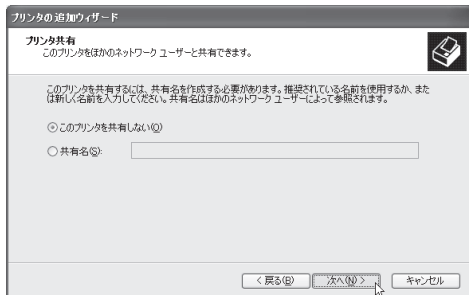 プリンタの追加ウィザード
プリンタ共有
このプリンタをほかのネットワーク ユーザーと共有できます。
このプリンタを共有するには、共有名を作成する必要があります。推奨されている名前を使用するか、また
は新しく名前を入力してください。共有名はほかのネットワーク ユーザーによって参照されます。
このプリンタを共有しない(O)
共有名(S):
< 戻る(B)
次へ(N) >
キャンセル